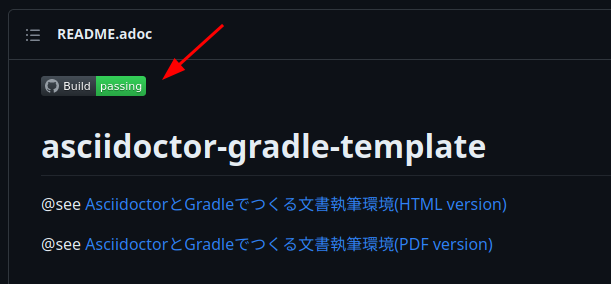 README.adoc
Build passing
asciidoctor-gradle-template
@see AsciidoctorとGradleでつくる文書執筆環境(HTML version)
@see AsciidoctorとGradleでつくる文書執筆環境(PDF version)